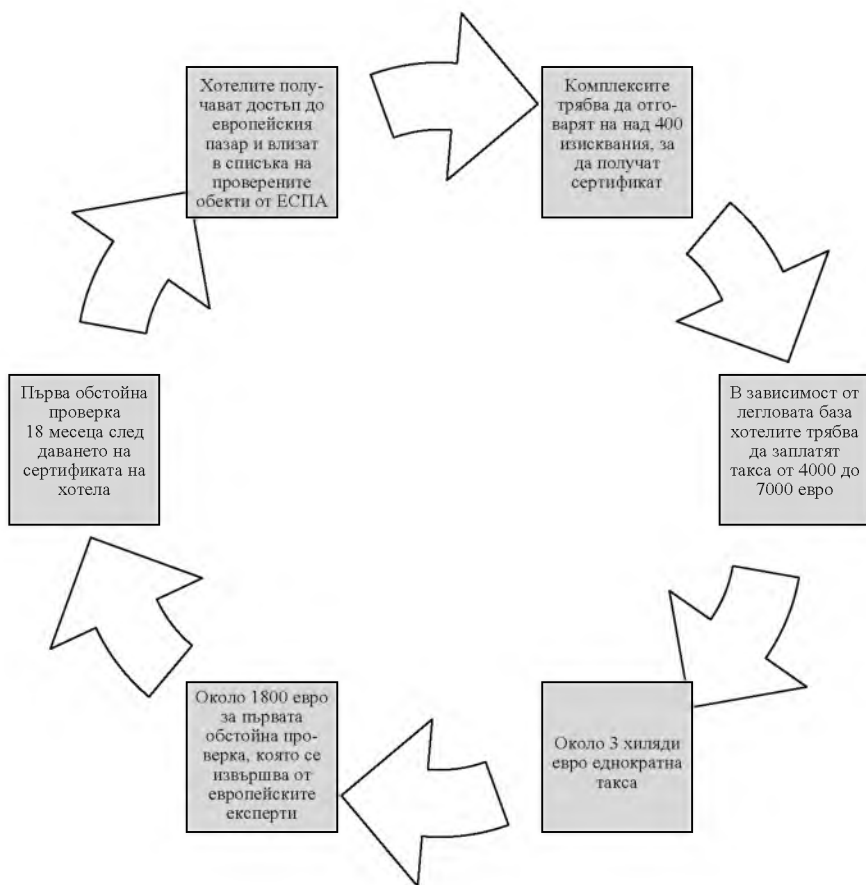 Хотелите полу-
чават достъп до
европейския
пазар и влизат
в списъка на
проверените
обекти от ЕСПА
Комплексите
трябва да отго-
варят на над 400
изисквания, за
да получат
сертификат
В зависимост от
легловата база
хотелите трябва
да заплатят
такса от 4000 до
7000 евро
Около 3 хиляди
евро еднократна
такса
Около 1800 евро
за първата
обстойна про-
верка, която се
извършва от
европейските
експерти
Първа обстойна
проверка
18 месеца след
даването на
сертификата на
хотела